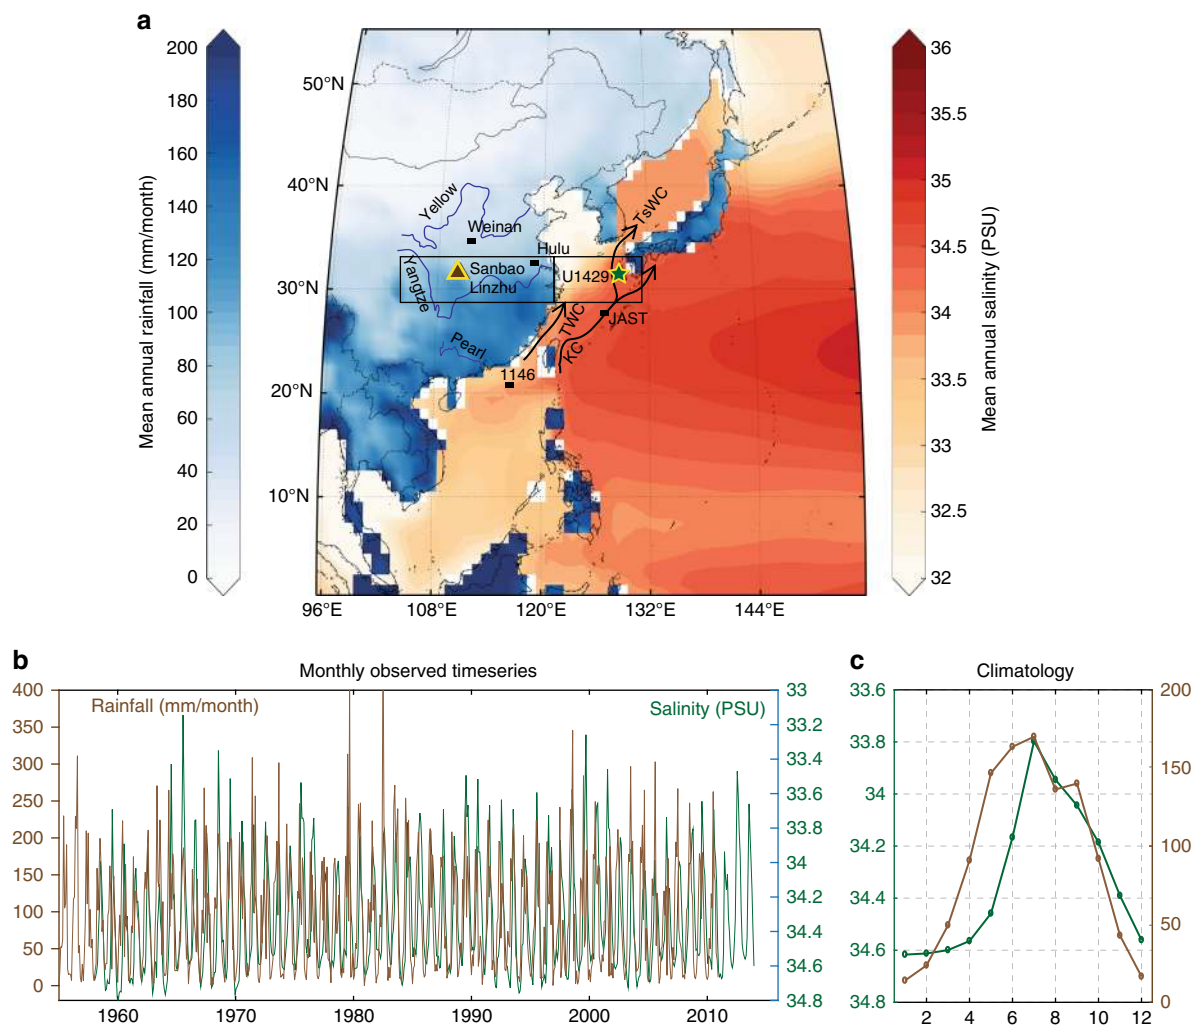 a
200
180
160
140
120
100
80
60
40
20
0
Mean annual rainfall (mm/month)
50°N
40°N
30°N
20°N
10°N
96°E
108°E
120°E
132°E
144°E
Yellow
Weinan
Hulu
Yangtze
Sanbao
Linzhu
U1429
TsWC
JAST
TWC
KC
Pearl
1146
36
35.5
35
34.5
34
33.5
33
32.5
32
Mean annual salinity (PSU)
b
Monthly observed timeseries
Rainfall (mm/month)
Salinity (PSU)
400
350
300
250
200
150
100
50
0
33
33.2
33.4
33.6
33.8
34
34.2
34.4
34.6
34.8
1960
1970
1980
1990
2000
2010
c
Climatology
33.6
33.8
34
34.2
34.4
34.6
34.8
200
150
100
50
0
2
4
6
8
10
12